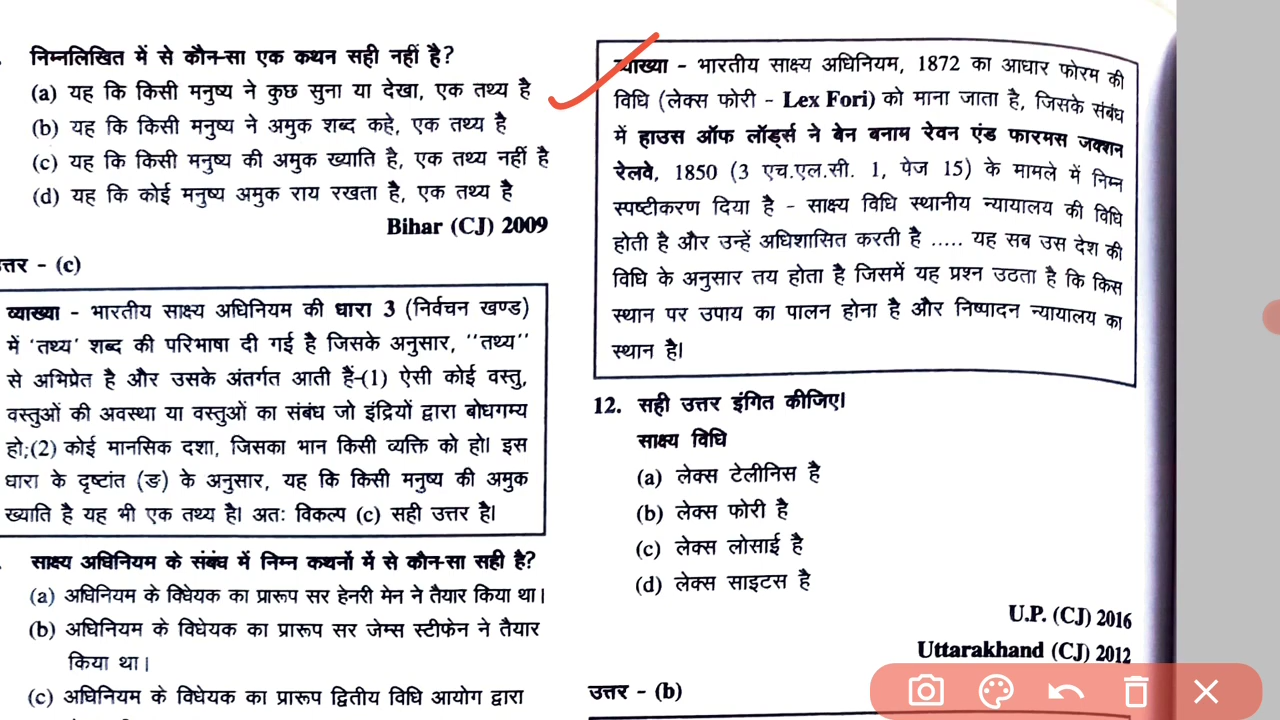 निम्नलिखित में से कौन-सा एक कथन सही नहीं है?
(a) यह कि किसी मनुष्य ने कुछ सुना या देखा, एक तथ्य है
(b) यह कि किसी मनुष्य ने अमुक शब्द कहे, एक तथ्य है
(c) यह कि किसी मनुष्य की अमुक ख्याति है, एक तथ्य नहीं है
(d) यह कि कोई मनुष्य अमुक राय रखता है, एक तथ्य है
Bihar (CJ) 2009
त्तर - (c)
व्याख्या - भारतीय साक्ष्य अधिनियम की धारा 3 (निर्वचन खण्ड)
में 'तथ्य' शब्द की परिभाषा दी गई है जिसके अनुसार, ''तथ्य''
से अभिप्रेत है और उसके अंतर्गत आती हैं-(1) ऐसी कोई वस्तु,
वस्तुओं की अवस्था या वस्तुओं का संबंध जो इंद्रियों द्वारा बोधगम्य
हो;(2) कोई मानसिक दशा, जिसका भान किसी व्यक्ति को हो। इस
धारा के दृष्टांत (ङ) के अनुसार, यह कि किसी मनुष्य की अमुक
ख्याति है यह भी एक तथ्य है। अतः विकल्प (c) सही उत्तर है।
साक्ष्य अधिनियम के संबंध में निम्न कथनों में से कौन-सा सही है?
(a) अधिनियम के विधेयक का प्रारूप सर हेनरी मेन ने तैयार किया था।
(b) अधिनियम के विधेयक का प्रारूप सर जेम्स स्टीफेन ने तैयार
किया था।
(c) अधिनियम के विधेयक का प्रारूप द्वितीय विधि आयोग द्वारा
व्याख्या - भारतीय साक्ष्य अधिनियम, 1872 का आधार फोरम की
विधि (लेक्स फोरी - Lex Fori) को माना जाता है, जिसके संबंध
में हाउस ऑफ लॉर्ड्स ने बेन बनाम रेवन एंड फारमस जक्शन
रेलवे, 1850 (3 एच.एल.सी. 1, पेज 15) के मामले में निम्न
स्पष्टीकरण दिया है - साक्ष्य विधि स्थानीय न्यायालय की विधि
होती है और उन्हें अधिशासित करती है ..... यह सब उस देश की
विधि के अनुसार तय होता है जिसमें यह प्रश्न उठता है कि किस
स्थान पर उपाय का पालन होना है और निष्पादन न्यायालय का
स्थान है।
12. सही उत्तर इंगित कीजिए।
साक्ष्य विधि
(a) लेक्स टेलीनिस है
(b) लेक्स फोरी है
(c) लेक्स लोसाई है
(d) लेक्स साइटस है
U.P. (CJ) 2016
Uttarakhand (CJ) 2012
उत्तर - (b)